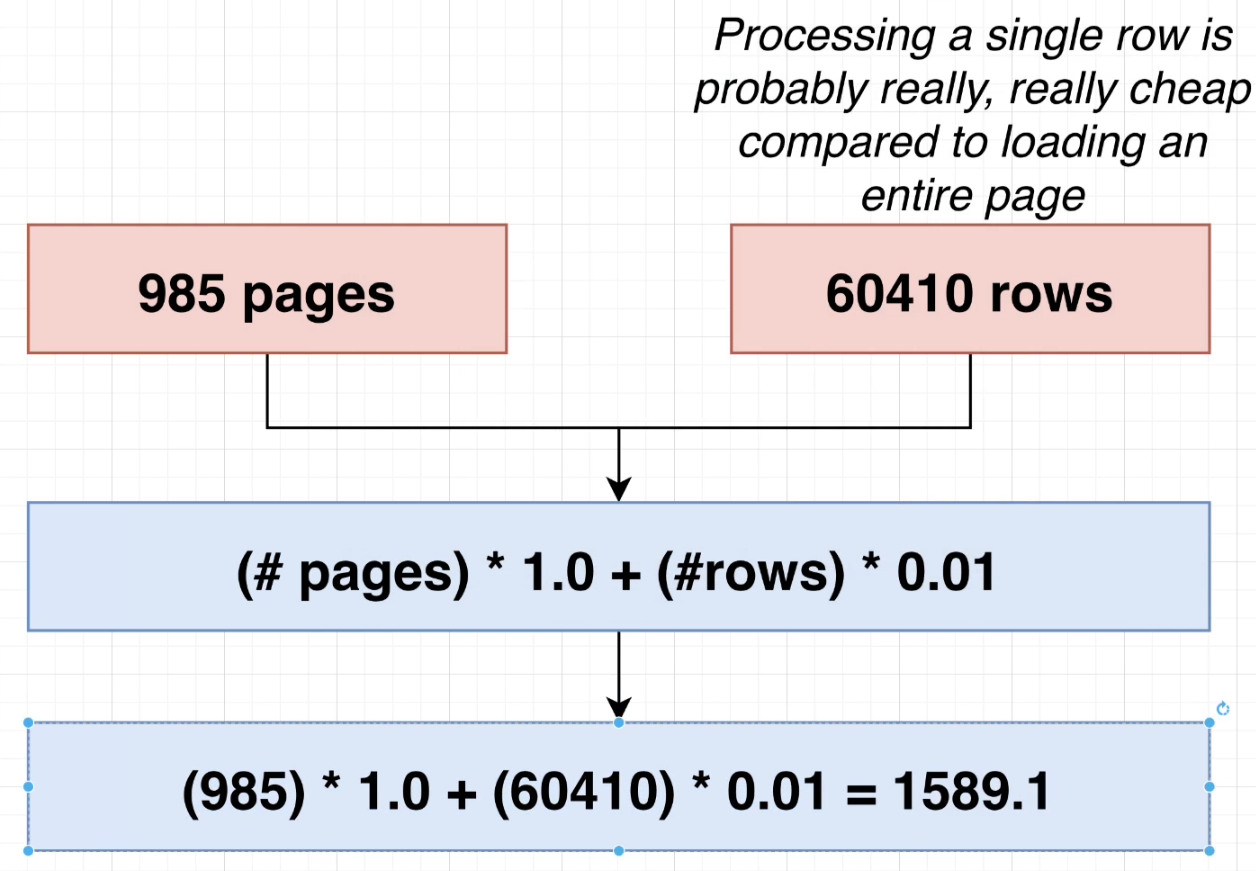 Processing a single row is
probably really, really cheap
compared to loading an
entire page
985 pages
60410 rows
(# pages) * 1.0 + (#rows) * 0.01
(985) * 1.0 + (60410) * 0.01 = 1589.1